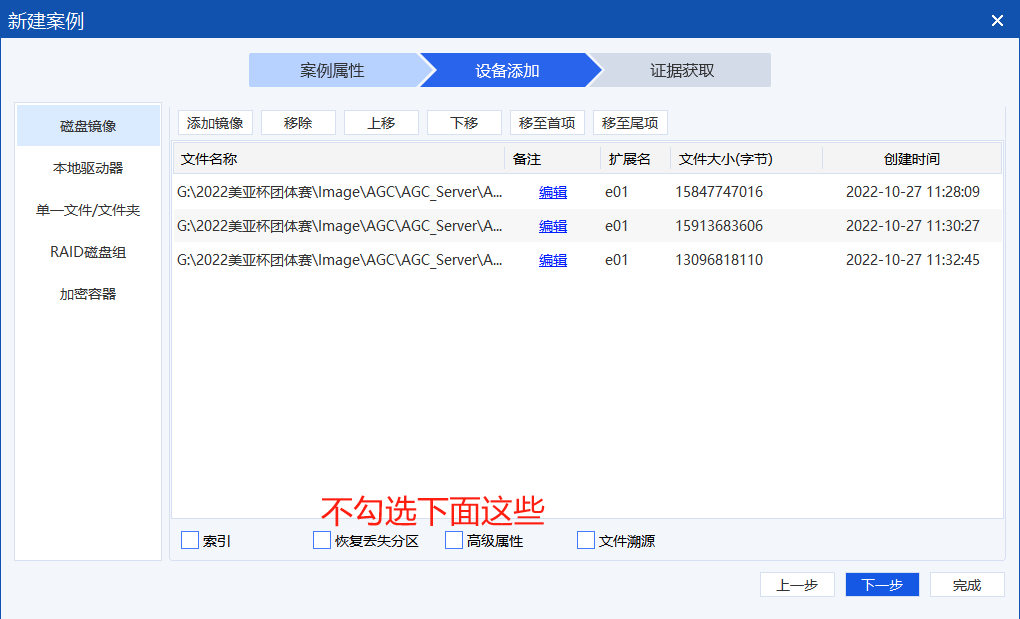 新建案例
案例属性 设备添加 证据获取
磁盘镜像
本地驱动器
单一文件/文件夹
RAID磁盘组
加密容器
添加镜像 移除 上移 下移 移至首项 移至尾项
文件名称 备注 扩展名 文件大小(字节) 创建时间
G:\2022美亚杯团体赛\Image\AGC\AGC_Server\A... 编辑 e01 15847747016 2022-10-27 11:28:09
G:\2022美亚杯团体赛\Image\AGC\AGC_Server\A... 编辑 e01 15913683606 2022-10-27 11:30:27
G:\2022美亚杯团体赛\Image\AGC\AGC_Server\A... 编辑 e01 13096818110 2022-10-27 11:32:45
不勾选下面这些
索引 恢复丢失分区 高级属性 文件溯源
上一步 下一步 完成